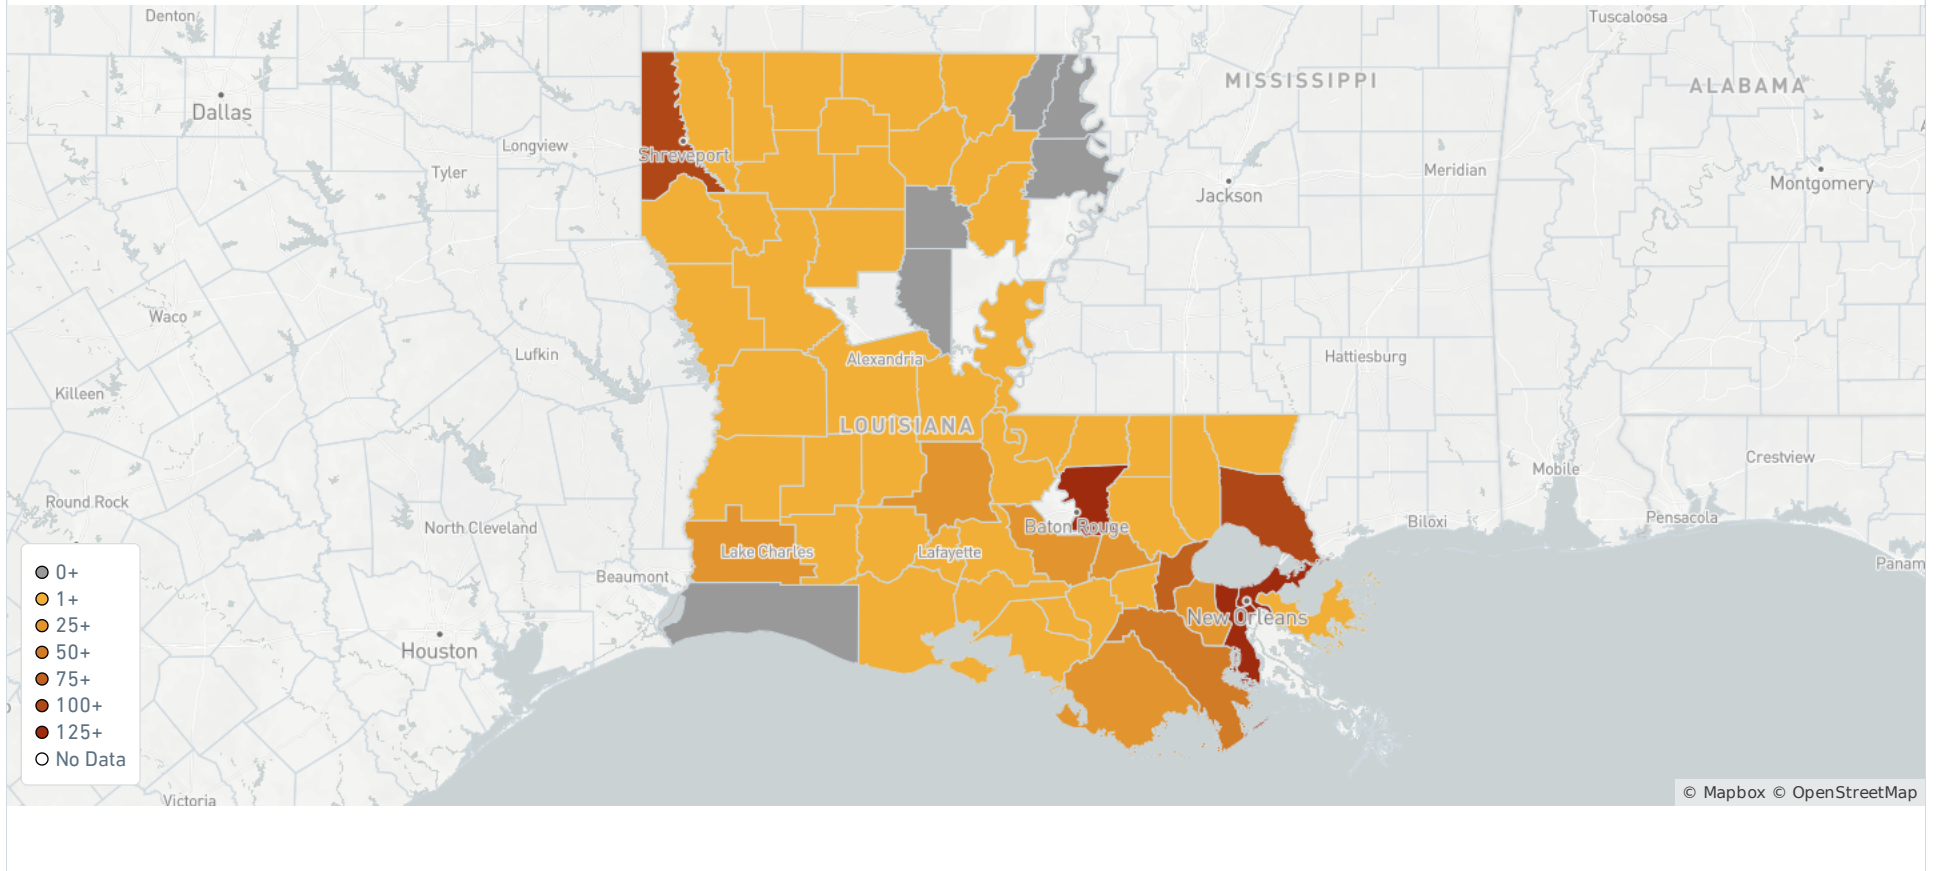 Denton
Tuscaloosa
MISSISSIPPI
ALABAMA
Dallas
Longview
Shreveport
Tyler
Meridian
Jackson
Montgomery
Waco
Lufkin
Alexandria
Hattiesburg
Killeen
LOUISIANA
Crestview
Mobile
Round Rock
North Cleveland
Baton Rouge
Biloxi
Pensacola
Lake Charles
Lafayette
Panam
Beaumont
New Orleans
Houston
0+
1+
25+
50+
75+
100+
125+
No Data
Victoria
© Mapbox © OpenStreetMap